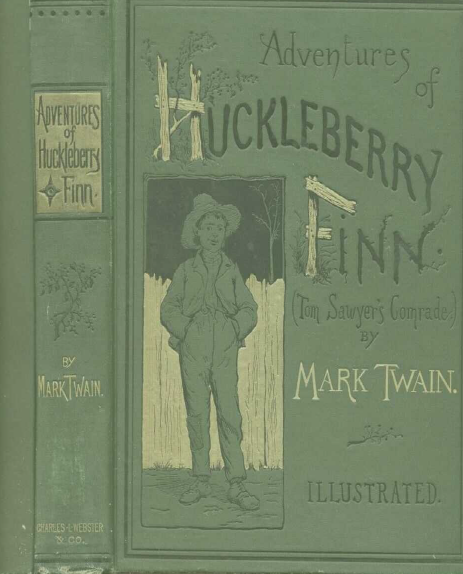 ADVENTURES
of
Huckleberry
Finn.
BY
MARK TWAIN.
CHARLES L. WEBSTER
& CO.
Adventures
of
HUCKLEBERRY
FINN.
(Tom Sawyer's Comrade.)
BY
MARK TWAIN.
ILLUSTRATED.